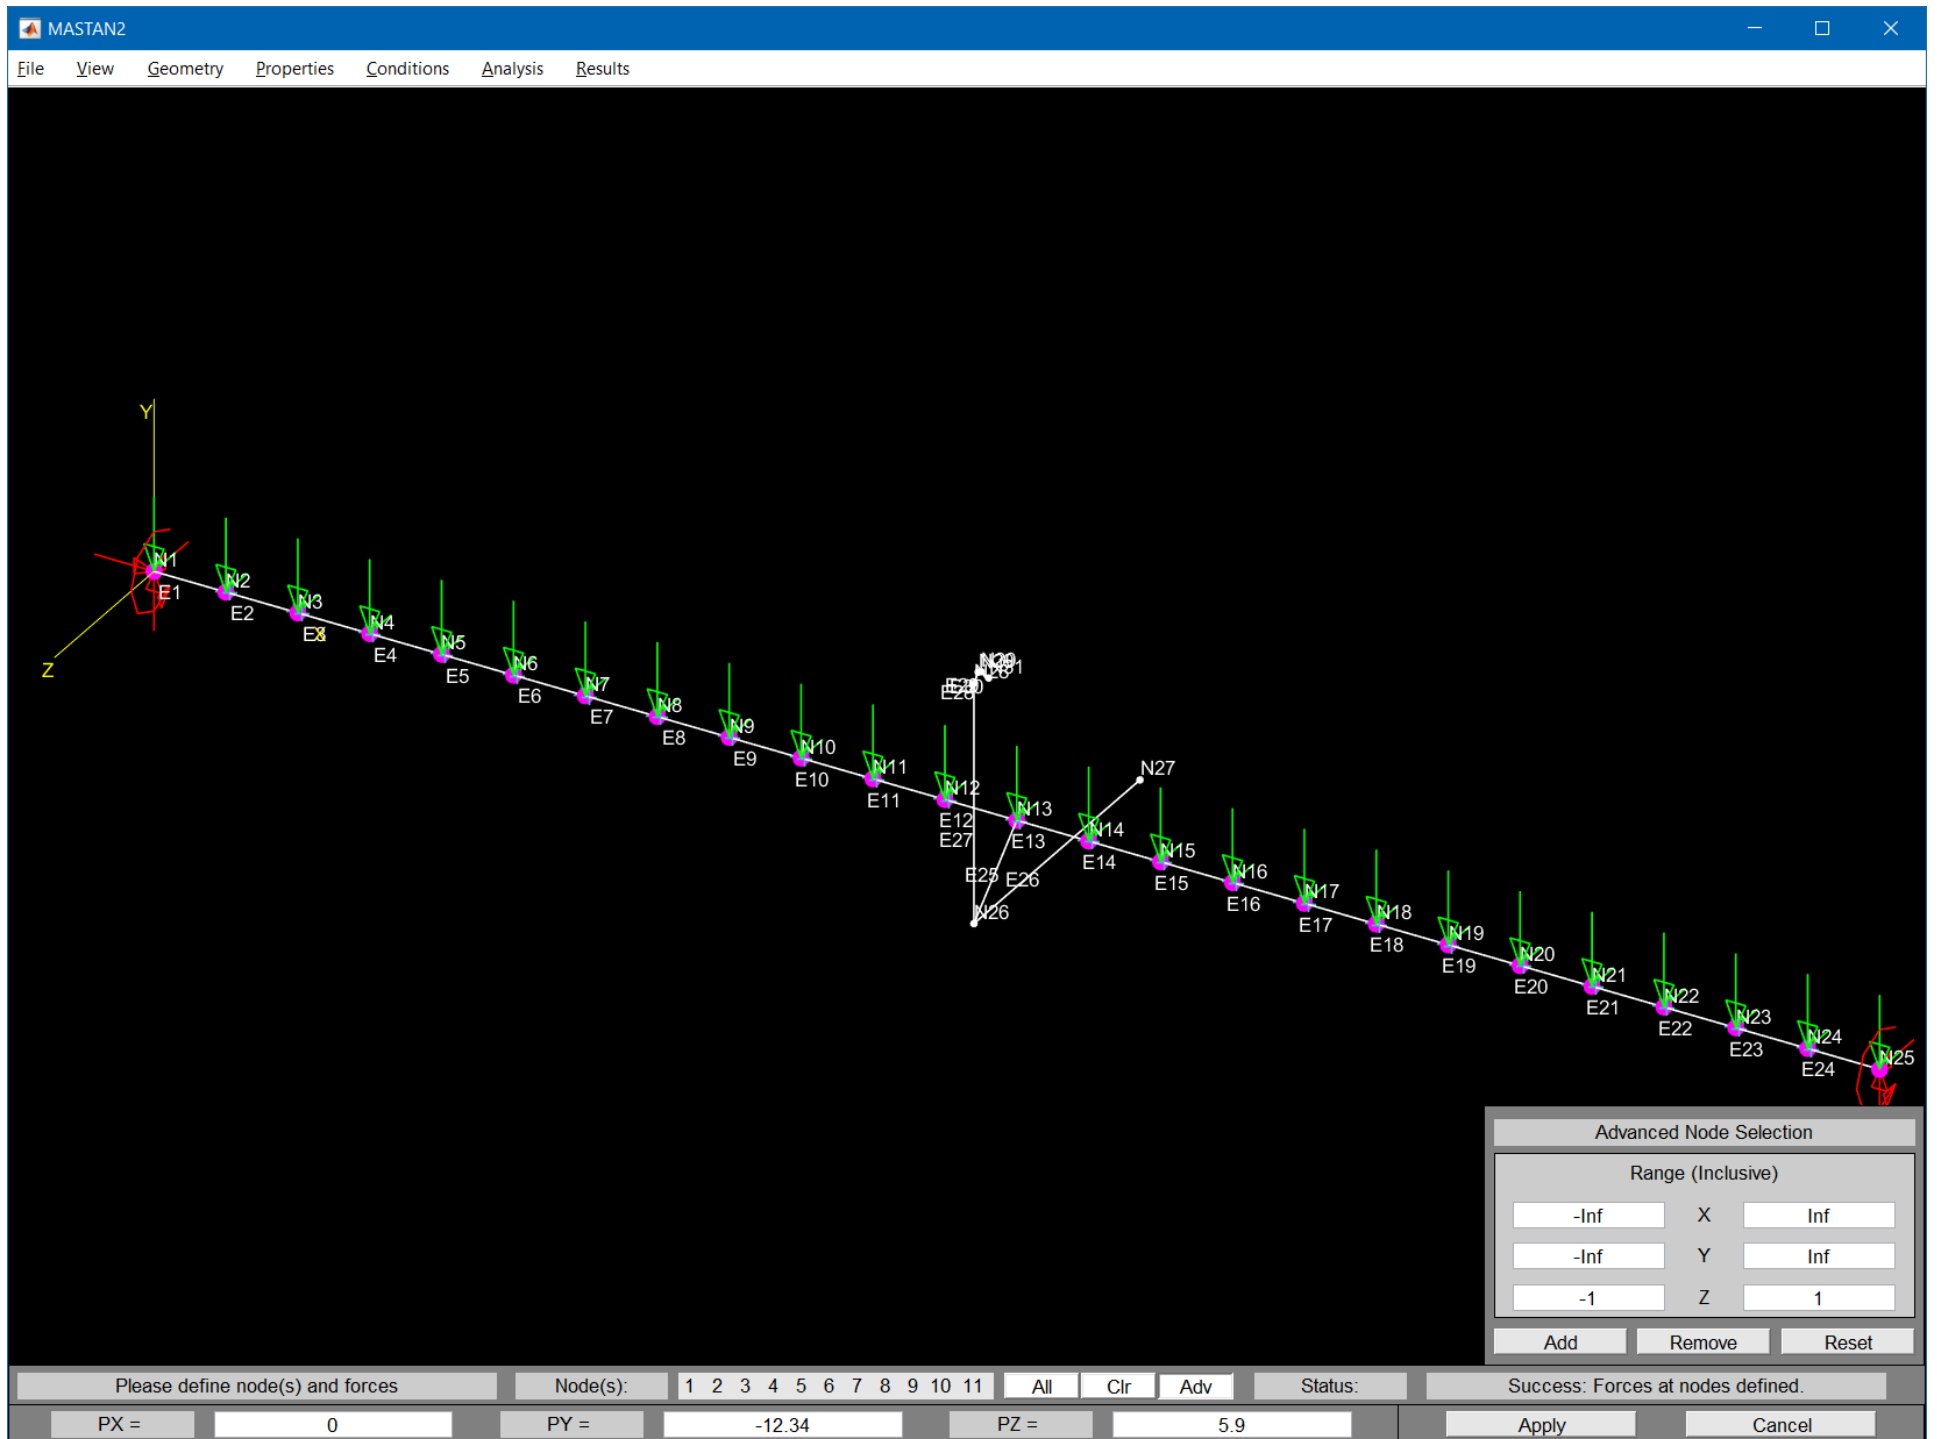 MASTAN2
File View Geometry Properties Conditions Analysis Results
Y
N1
E1
N2
E2
N3
X
N4
E4
Z
N5
E5
N6
E6
N7
E7
N8
E8
N9
E9
N10
E10
N11
E11
N12
E12
E27
N13
E13
N27
N14
E14
E25
E26
N26
N15
E15
N16
E16
N17
E17
N18
E18
N19
E19
N20
E20
N21
E21
N22
E22
N23
E23
N24
E24
N25
Advanced Node Selection
Range (Inclusive)
-Inf X Inf
-Inf Y Inf
-1 Z 1
Add Remove Reset
Please define node(s) and forces Node(s): 1 2 3 4 5 6 7 8 9 10 11 All Clr Adv Status: Success: Forces at nodes defined.
PX = 0 PY = -12.34 PZ = 5.9 Apply Cancel